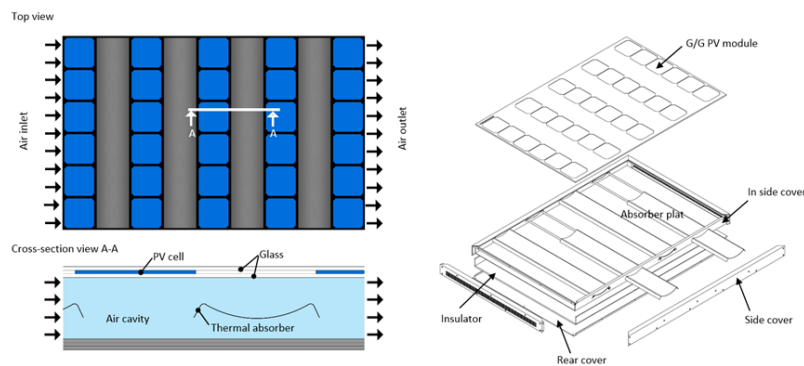 Top view
Air inlet
A
A
Air outlet
Cross-section view A-A
PV cell
Glass
Air cavity
Thermal absorber
G/G PV module
In side cover
Absorber plat
Insulator
Side cover
Rear cover